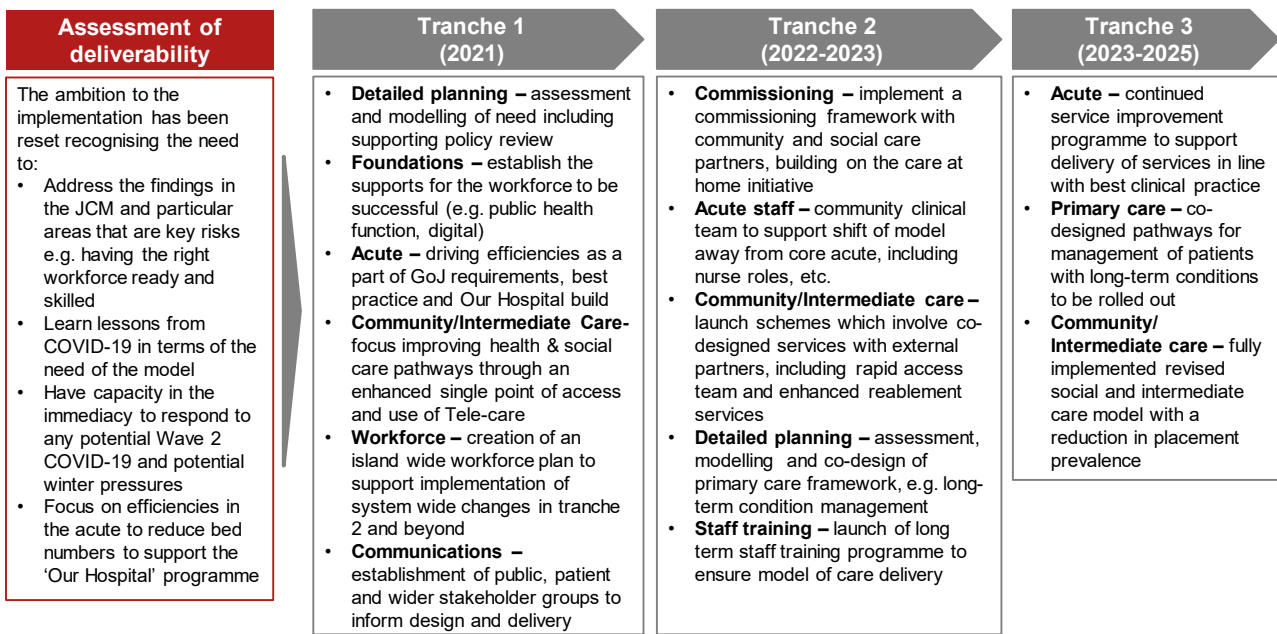 Assessment of
deliverability
The ambition to the
implementation has been
reset recognising the need
to:
• Address the findings in
the JCM and particular
areas that are key risks
e.g. having the right
workforce ready and
skilled
• Learn lessons from
COVID-19 in terms of the
need of the model
• Have capacity in the
immediacy to respond to
any potential Wave 2
COVID-19 and potential
winter pressures
• Focus on efficiencies in
the acute to reduce bed
numbers to support the
‘Our Hospital’ programme
Tranche 1
(2021)
• Detailed planning – assessment
and modelling of need including
supporting policy review
• Foundations – establish the
supports for the workforce to be
successful (e.g. public health
function, digital)
• Acute – driving efficiencies as a
part of GoJ requirements, best
practice and Our Hospital build
• Community/Intermediate Care-
focus improving health & social
care pathways through an
enhanced single point of access
and use of Tele-care
• Workforce – creation of an
island wide workforce plan to
support implementation of
system wide changes in tranche
2 and beyond
• Communications –
establishment of public, patient
and wider stakeholder groups to
inform design and delivery
Tranche 2
(2022-2023)
• Commissioning – implement a
commissioning framework with
community and social care
partners, building on the care at
home initiative
• Acute staff – community clinical
team to support shift of model
away from core acute, including
nurse roles, etc.
• Community/Intermediate care –
launch schemes which involve co-
designed services with external
partners, including rapid access
team and enhanced reablement
services
• Detailed planning – assessment,
modelling and co-design of
primary care framework, e.g. long-
term condition management
• Staff training – launch of long
term staff training programme to
ensure model of care delivery
Tranche 3
(2023-2025)
• Acute – continued
service improvement
programme to support
delivery of services in line
with best clinical practice
• Primary care – co-
designed pathways for
management of patients
with long-term conditions
to be rolled out
• Community/
Intermediate care – fully
implemented revised
social and intermediate
care model with a
reduction in placement
prevalence